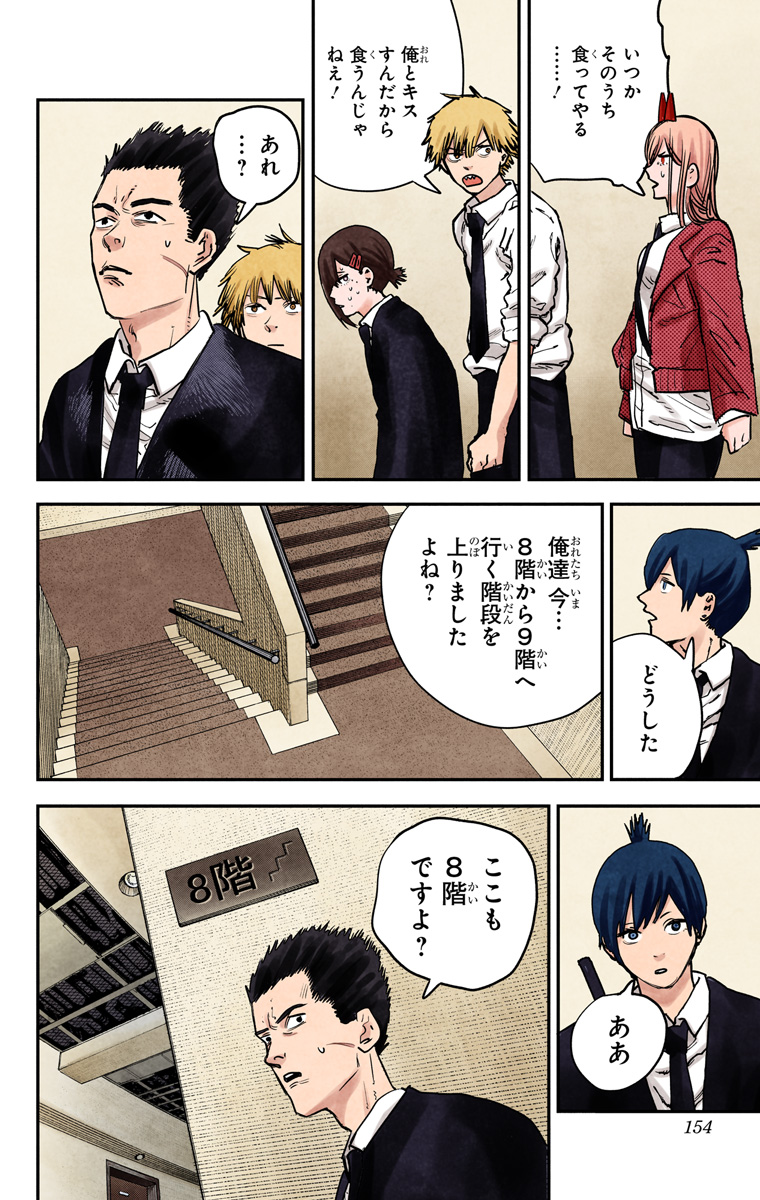 いつか
そのうち
食ってやる
……！
俺とキス
すんだから
食うんじゃ
ねえ！
あれ
…？
どうした
俺達今…
８階から９階へ
行く階段を
上りました
よね？
ああ
ここも
８階
ですよ？
8階
154